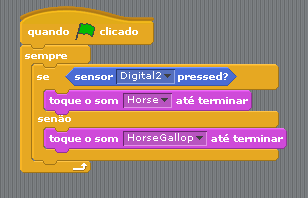 quando clicado
sempre
se sensor Digital2 pressed?
toque o som Horse até terminar
senão
toque o som HorseGallop até terminar